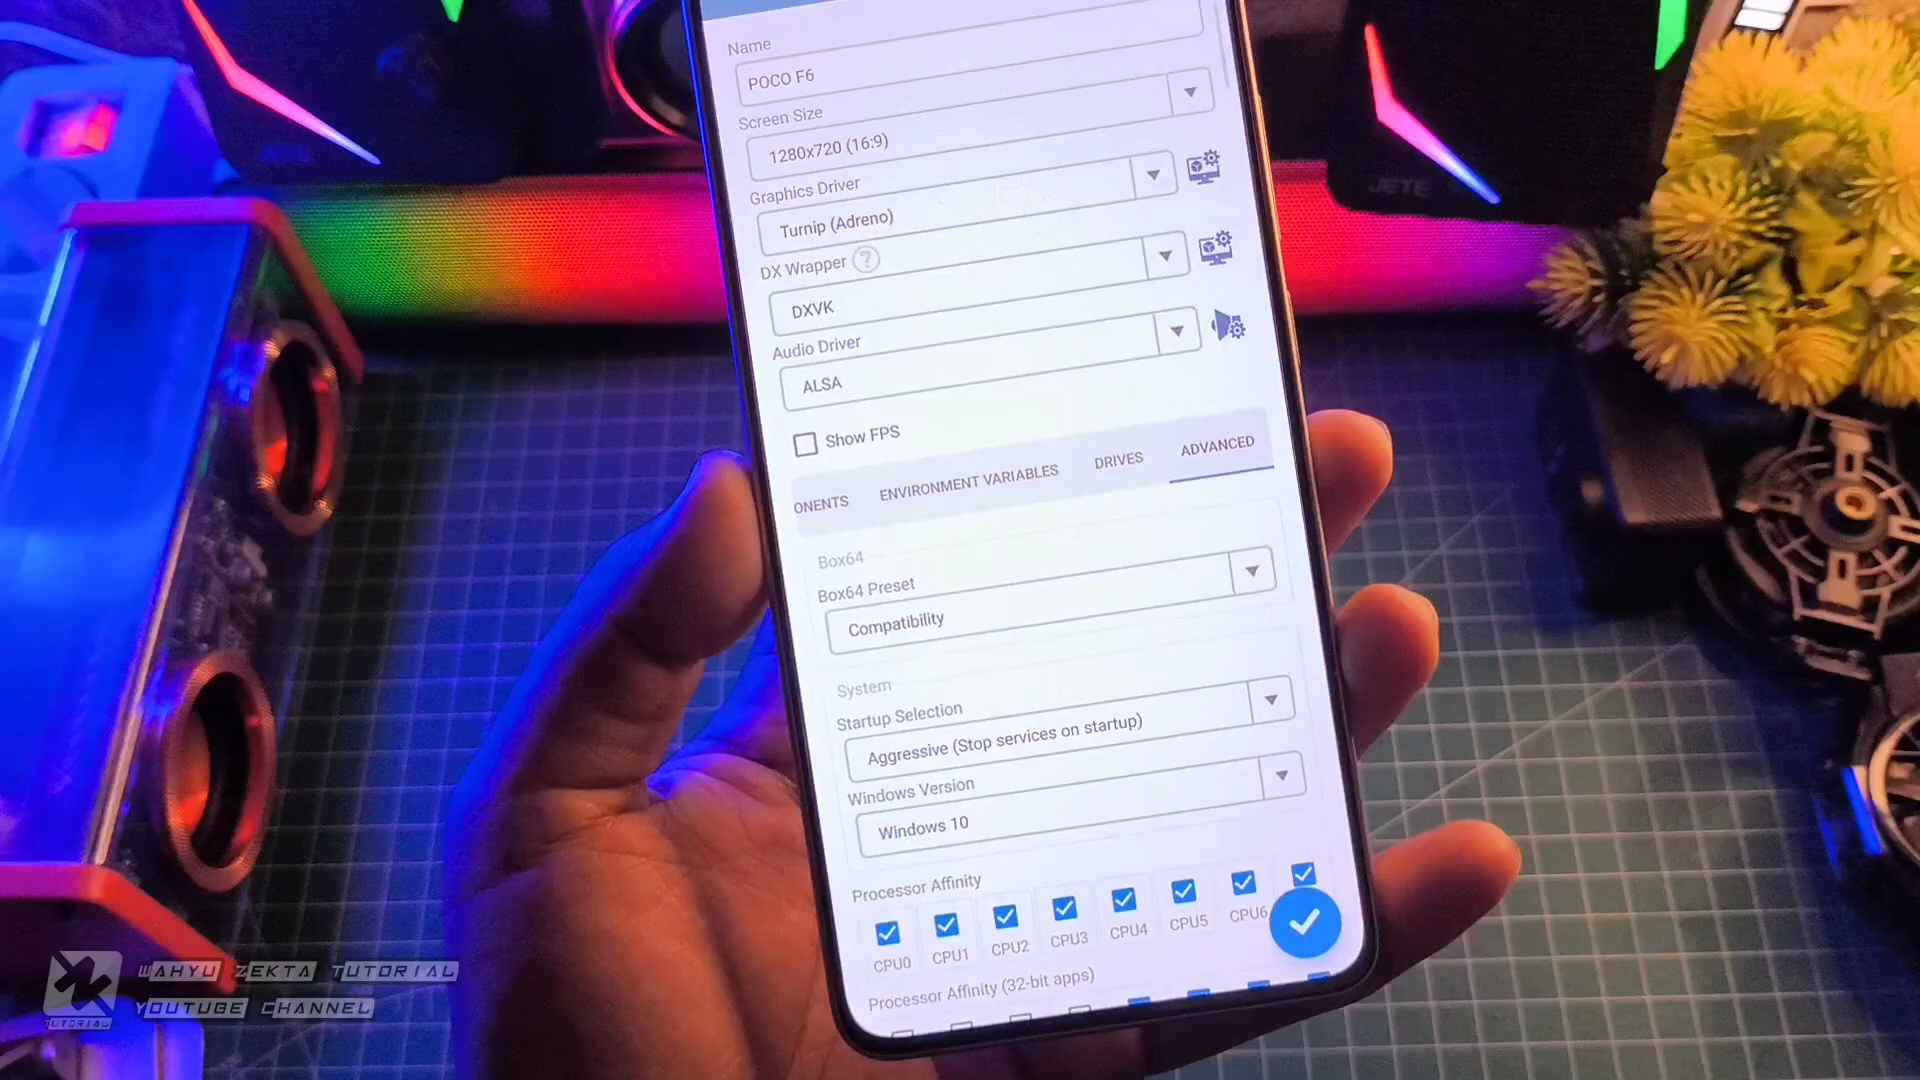 Name
POCO F6
Screen Size
1280x720 (16:9)
Graphics Driver
Turnip (Adreno)
DX Wrapper ?
DXVK
Audio Driver
ALSA
Show FPS
ONENTS ENVIRONMENT VARIABLES DRIVES ADVANCED
Box64
Box64 Preset
Compatibility
System
Startup Selection
Aggressive (Stop services on startup)
Windows Version
Windows 10
Processor Affinity
CPU0 CPU1 CPU2 CPU3 CPU4 CPU5 CPU6
Processor Affinity (32-bit apps)
JETE
WAHYU ZEKTA TUTORIAL
YOUTUBE CHANNEL
TUTORIAL